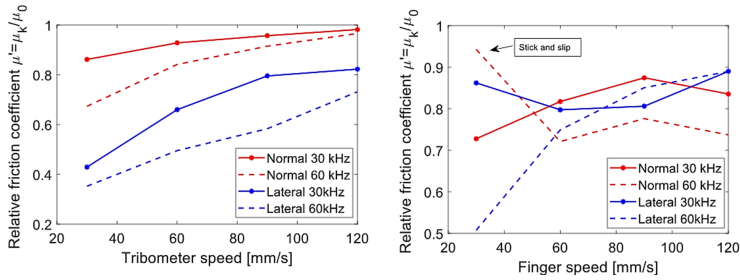 Relative friction coefficient μ'=μk/μ0
1
0.8
0.6
0.4
0.2
20
40
60
80
100
120
Tribometer speed [mm/s]
Normal 30 kHz
Normal 60 kHz
Lateral 30kHz
Lateral 60kHz
Relative friction coefficient μ'=μk/μ0
1
0.9
0.8
0.7
0.6
0.5
20
40
60
80
100
120
Finger speed [mm/s]
Stick and slip
Normal 30 kHz
Normal 60 kHz
Lateral 30kHz
Lateral 60kHz